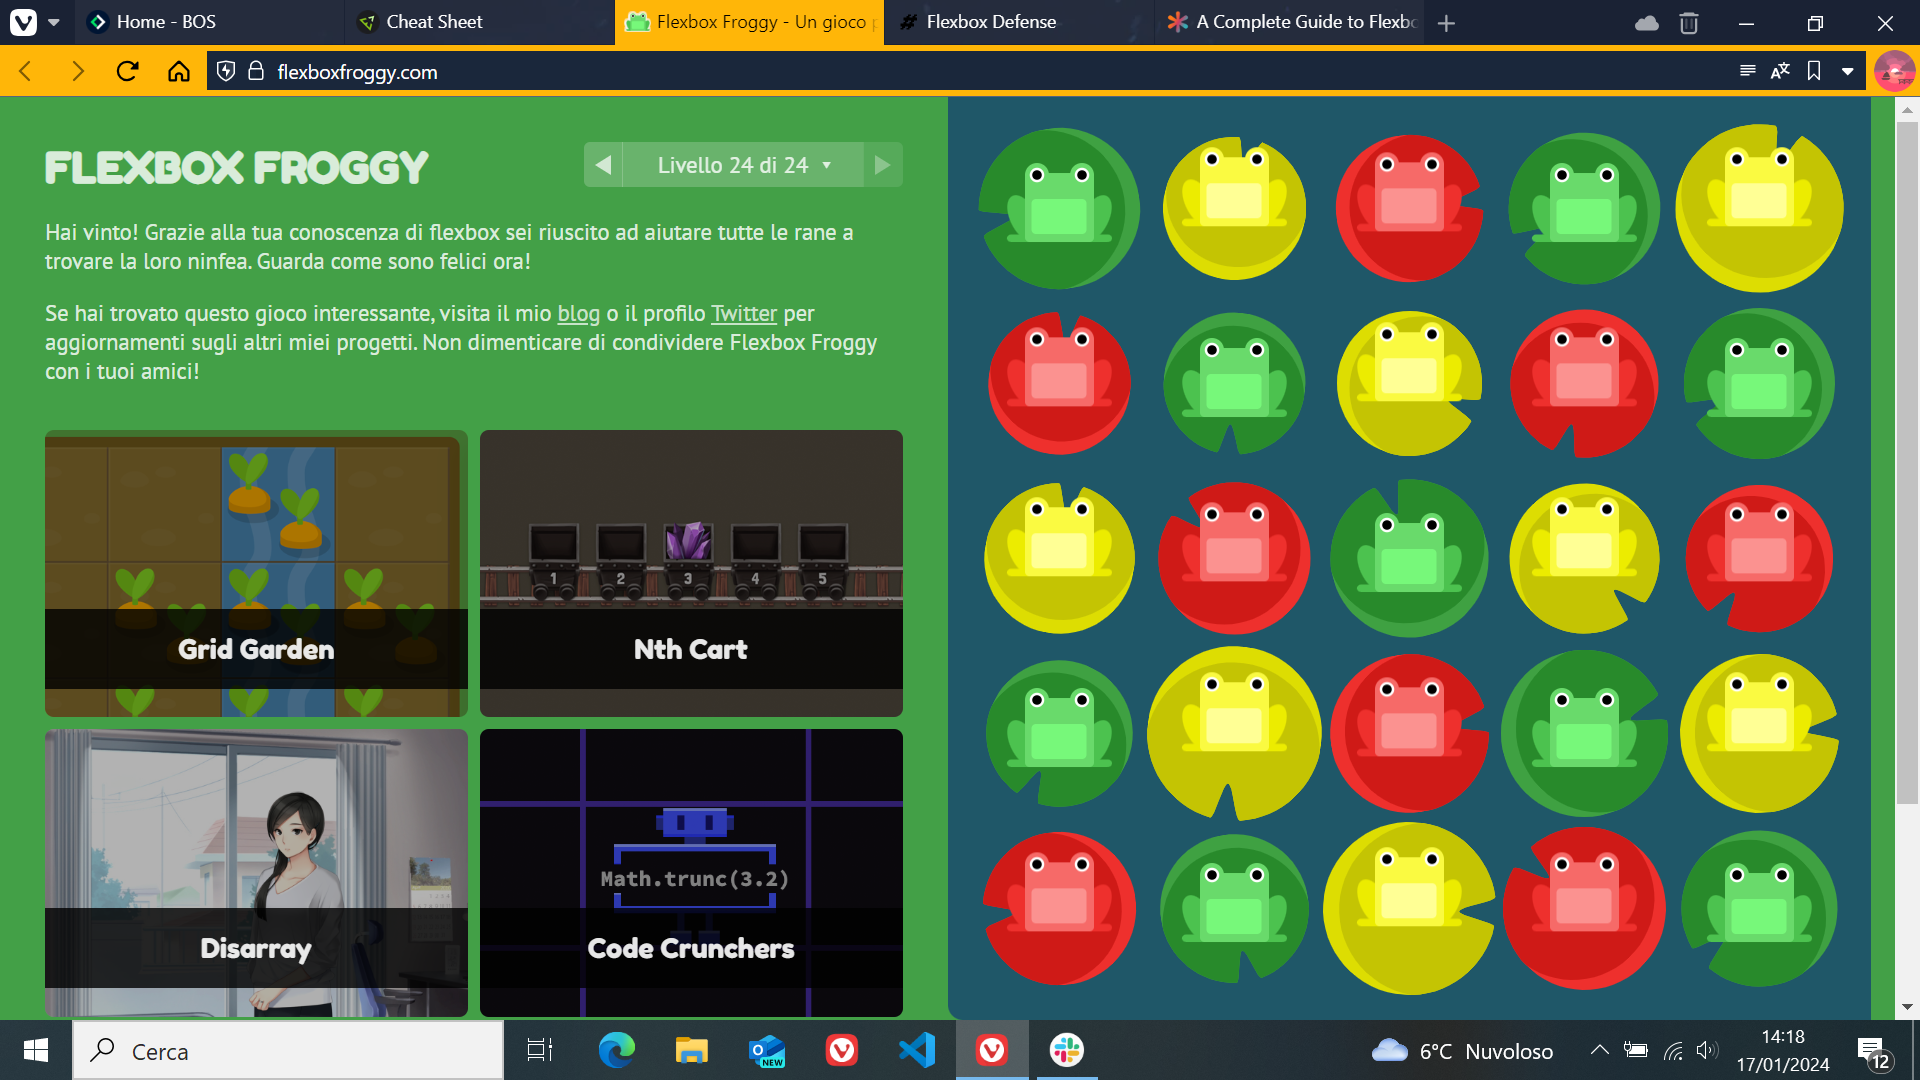 Home - BOS
Cheat Sheet
Flexbox Froggy - Un gioco p
Flexbox Defense
A Complete Guide to Flexbo
flexboxfroggy.com
FLEXBOX FROGGY
Livello 24 di 24
Hai vinto! Grazie alla tua conoscenza di flexbox sei riuscito ad aiutare tutte le rane a
trovare la loro ninfea. Guarda come sono felici ora!
Se hai trovato questo gioco interessante, visita il mio blog o il profilo Twitter per
aggiornamenti sugli altri miei progetti. Non dimenticare di condividere Flexbox Froggy
con i tuoi amici!
1 2 3 4 5
Grid Garden
Nth Cart
Math.trunc(3.2)
Disarray
Code Crunchers
Cerca
NEW
6°C Nuvoloso
14:18
17/01/2024
12